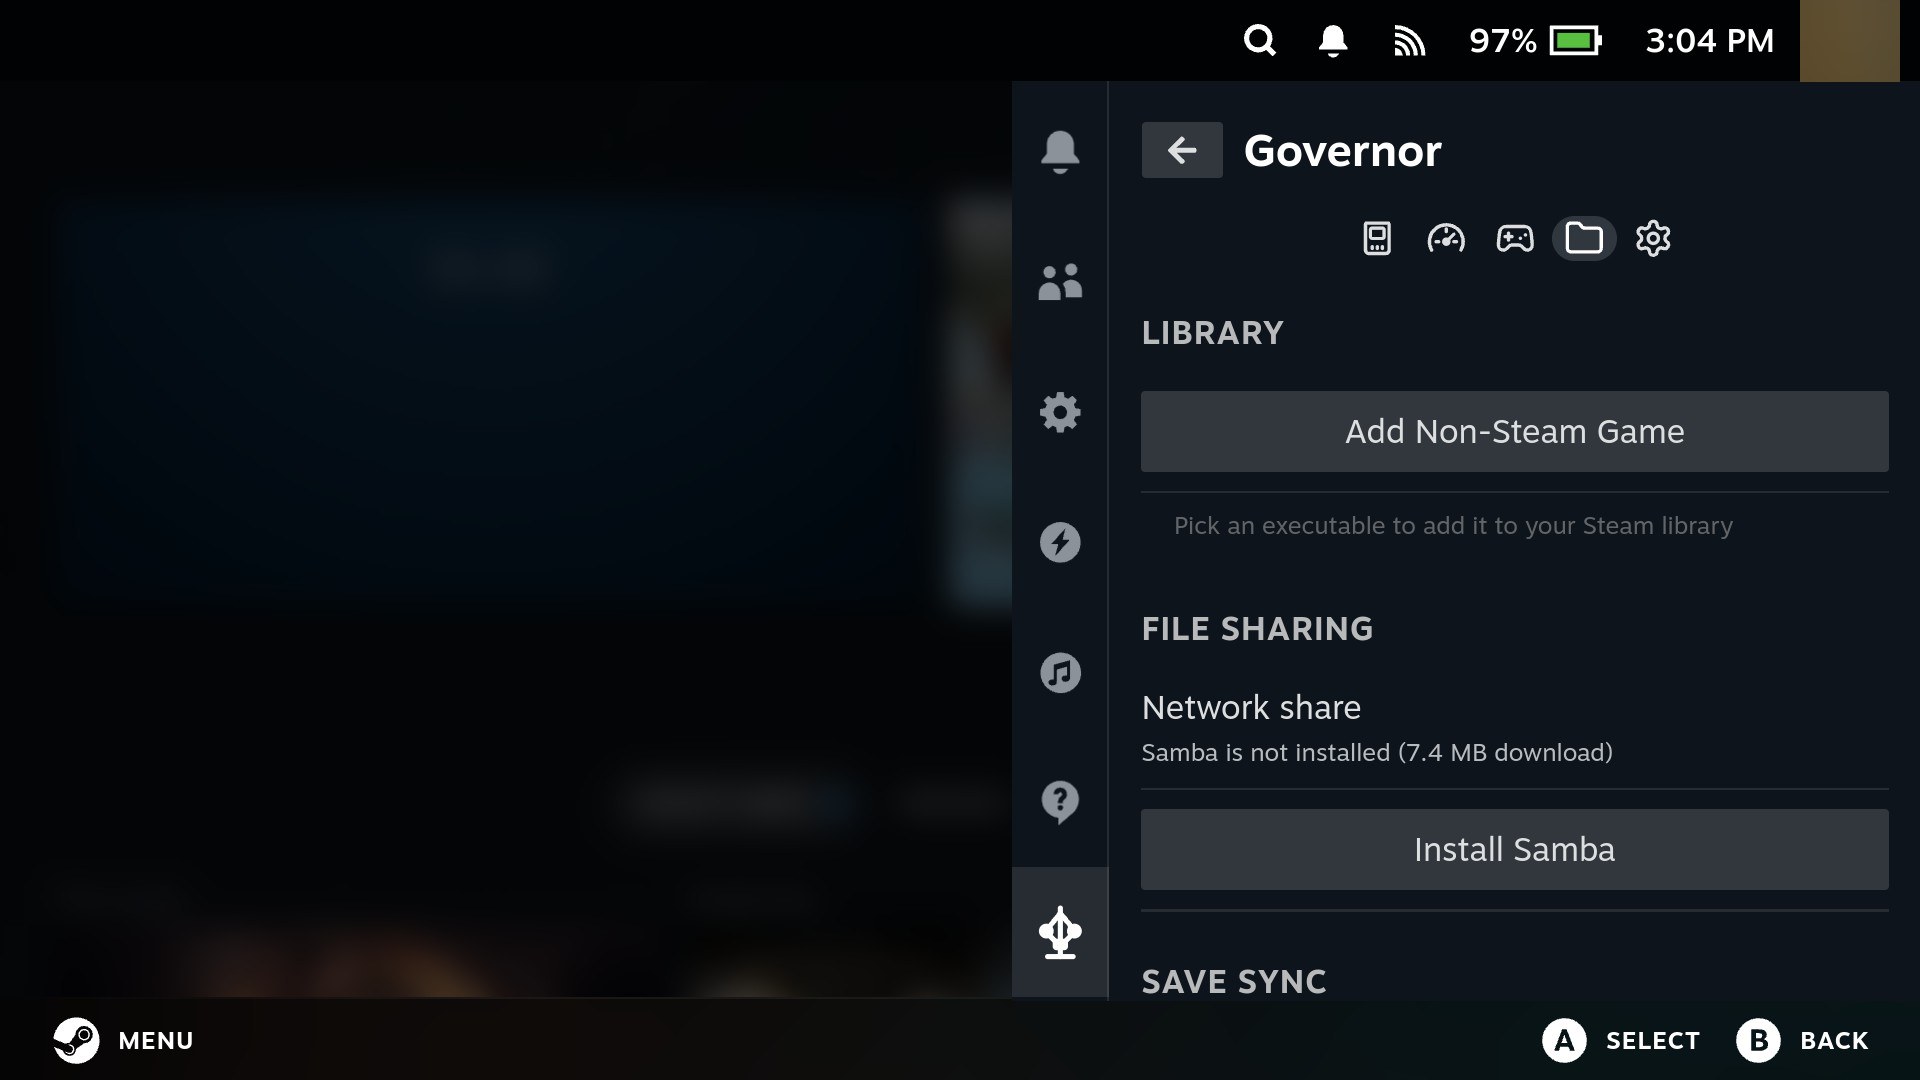 97%
3:04 PM
Governor
LIBRARY
Add Non-Steam Game
Pick an executable to add it to your Steam library
FILE SHARING
Network share
Samba is not installed (7.4 MB download)
Install Samba
SAVE SYNC
MENU
A SELECT
B BACK